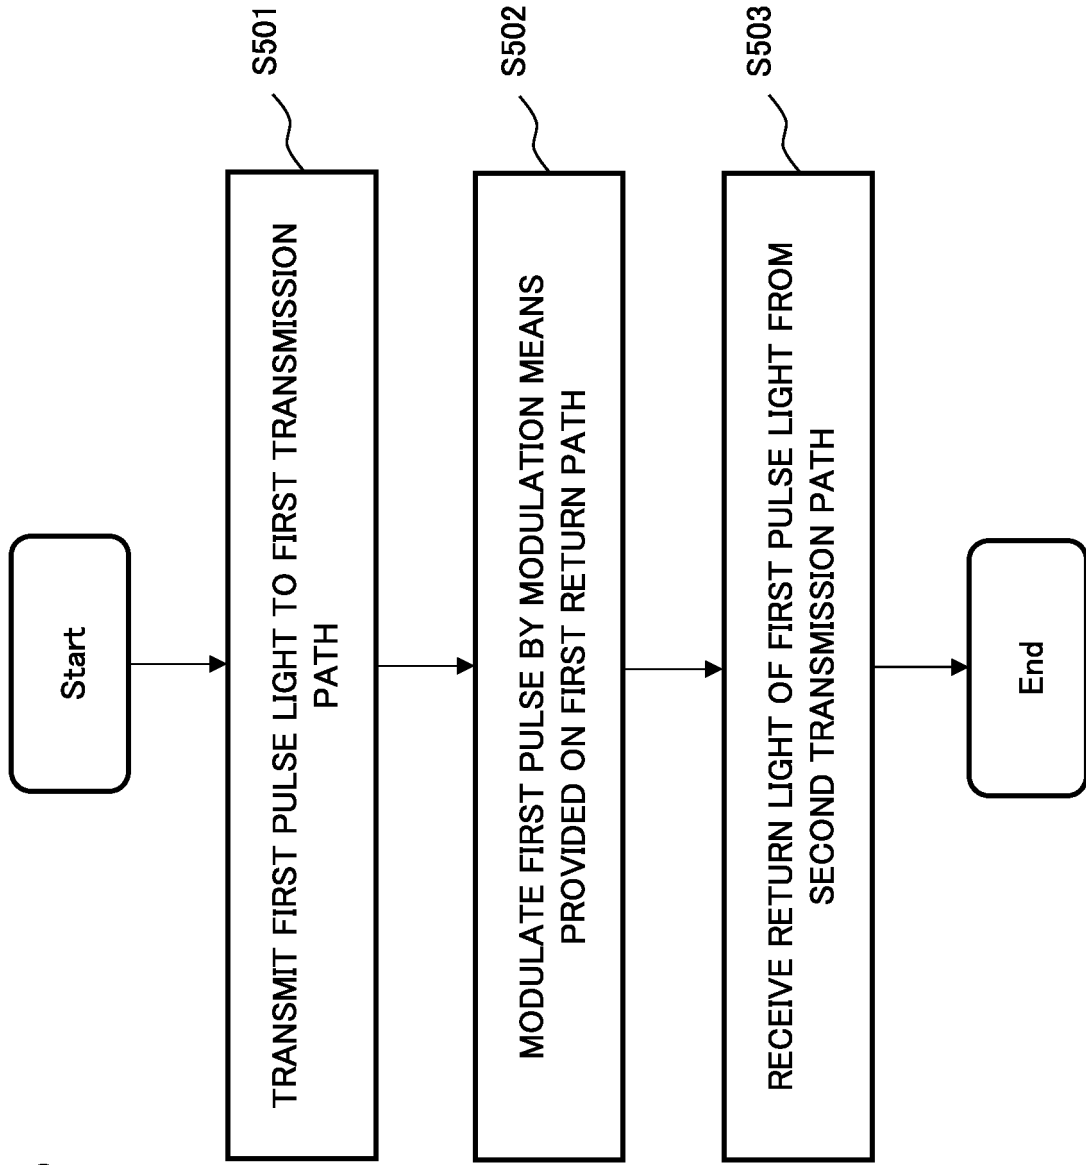 Start
TRANSMIT FIRST PULSE LIGHT TO FIRST TRANSMISSION
PATH
S501
MODULATE FIRST PULSE BY MODULATION MEANS
PROVIDED ON FIRST RETURN PATH
S502
RECEIVE RETURN LIGHT OF FIRST PULSE LIGHT FROM
SECOND TRANSMISSION PATH
S503
End